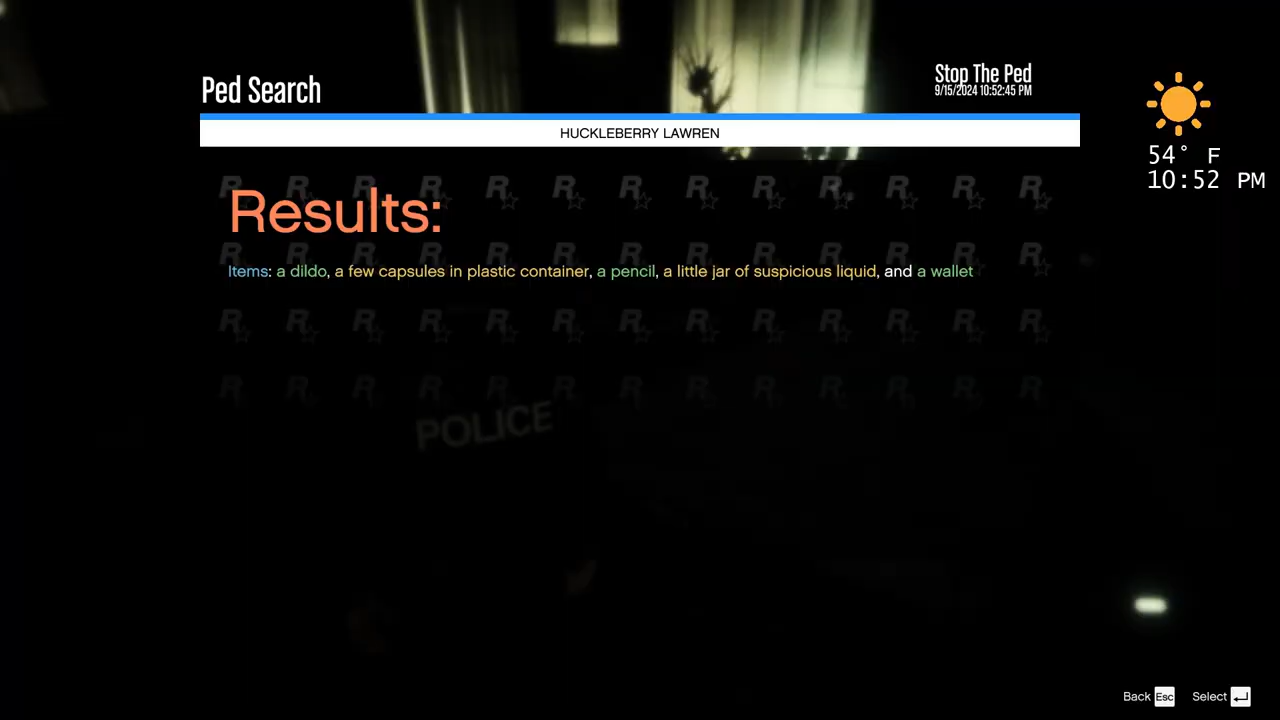 Ped Search
Stop The Ped
9/15/2024 10:52:45 PM
HUCKLEBERRY LAWREN
54° F
10:52 PM
Results:
Items: a dildo, a few capsules in plastic container, a pencil, a little jar of suspicious liquid, and a wallet
POLICE
Back Esc Select